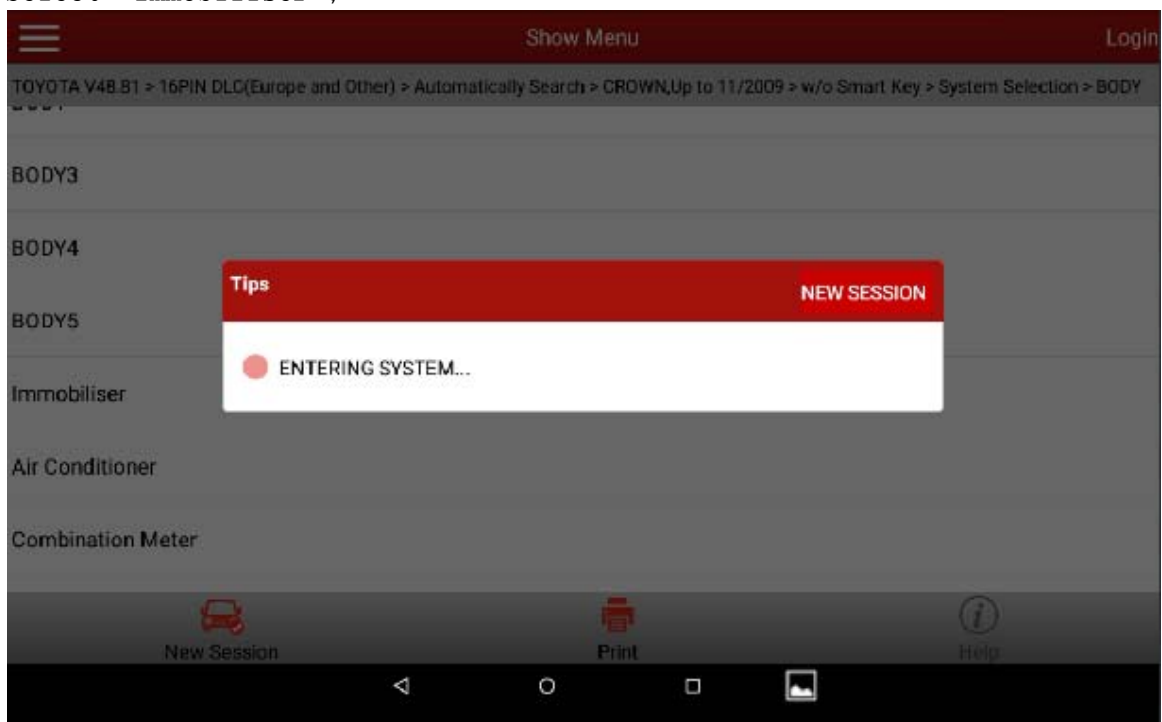 Show Menu Login
TOYOTA V48.81 > 16PIN DLC(Europe and Other) > Automatically Search > CROWN,Up to 11/2009 > w/o Smart Key > System Selection > BODY
BODY3
BODY4
Tips NEW SESSION
BODY5
ENTERING SYSTEM...
Immobiliser
Air Conditioner
Combination Meter
New Session Print Help